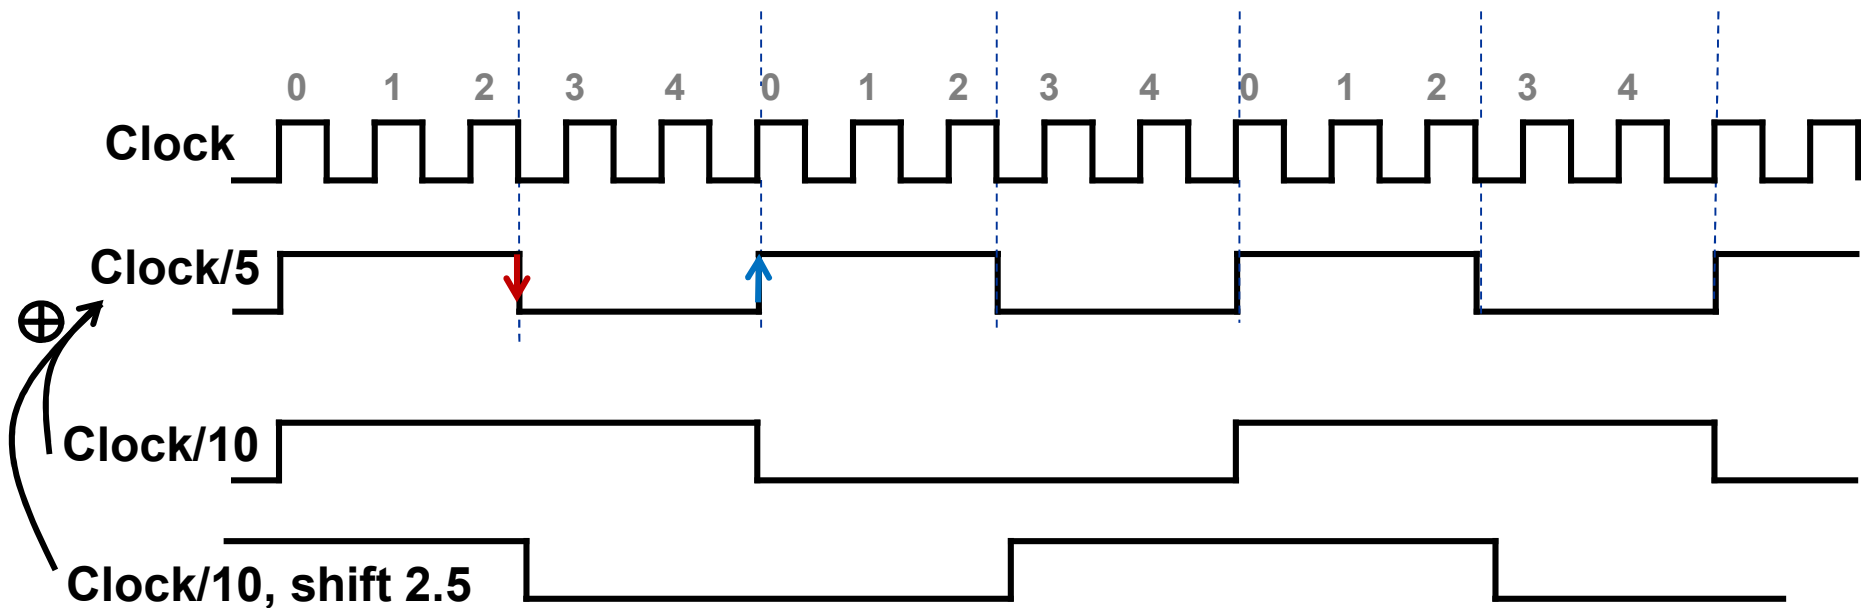 0 1 2 3 4 0 1 2 3 4 0 1 2 3 4
Clock
Clock/5
Clock/10
Clock/10, shift 2.5